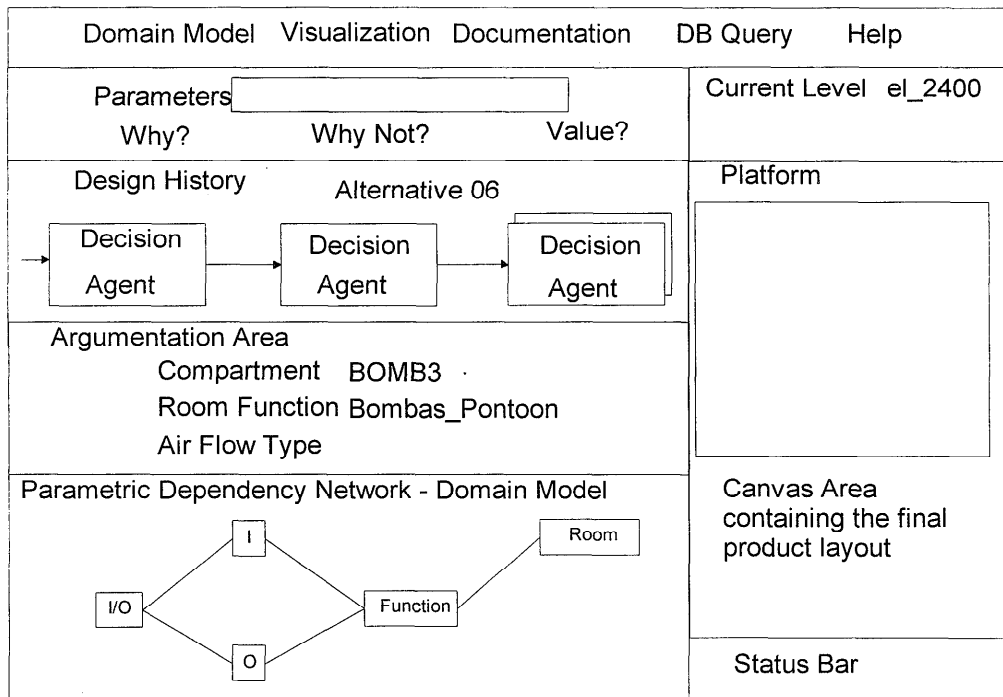 Domain Model Visualization Documentation DB Query Help
Parameters
Why? Why Not? Value?
Current Level el_2400
Design History Alternative 06
Decision Agent
Decision Agent
Decision Agent
Platform
Argumentation Area
Compartment BOMB3
Room Function Bombas_Pontoon
Air Flow Type
Parametric Dependency Network - Domain Model
I/O
I
O
Function
Room
Canvas Area
containing the final
product layout
Status Bar